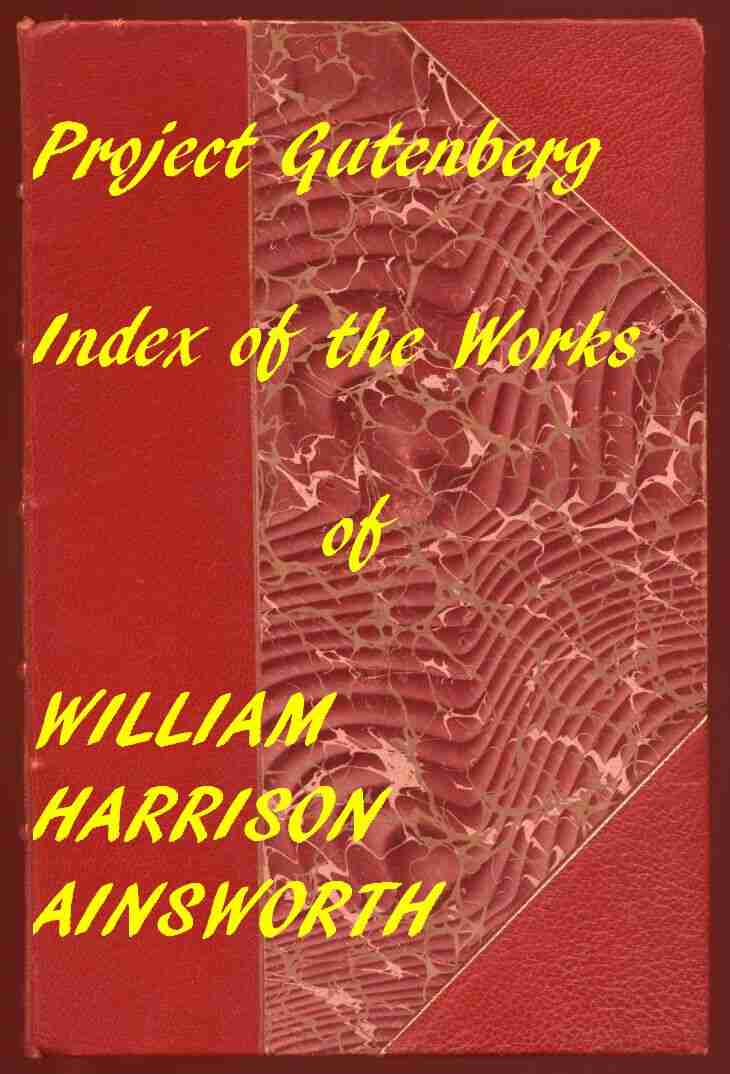 Project Gutenberg
Index of the Works
of
WILLIAM
HARRISON
AINSWORTH